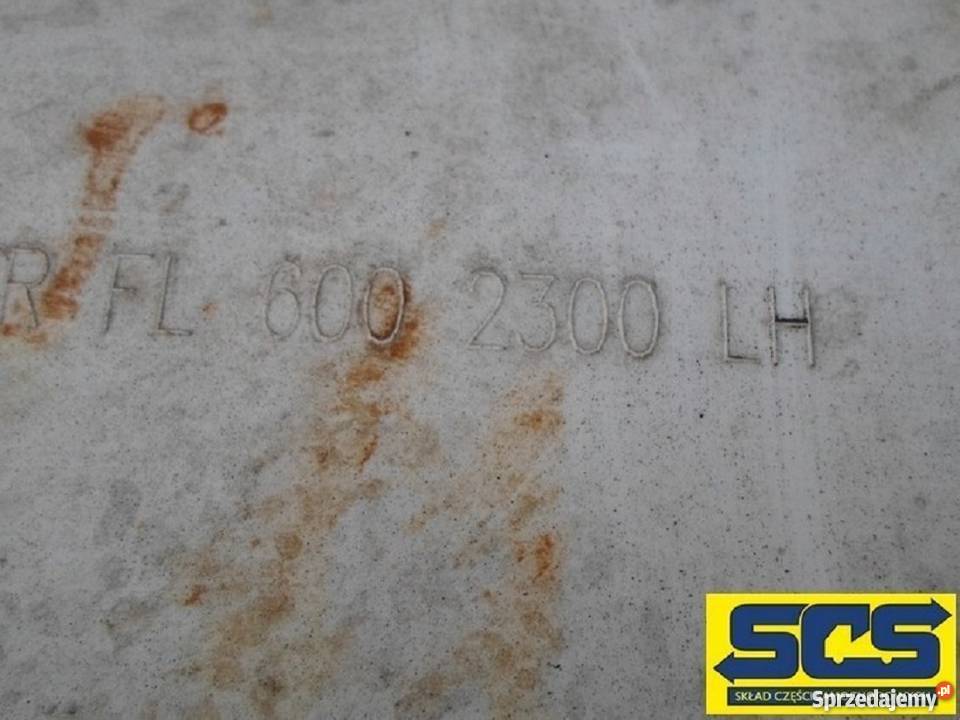 R FL 600 2300 LH
SCS
SKŁAD CZĘŚCI
Sprzedajemy.pl